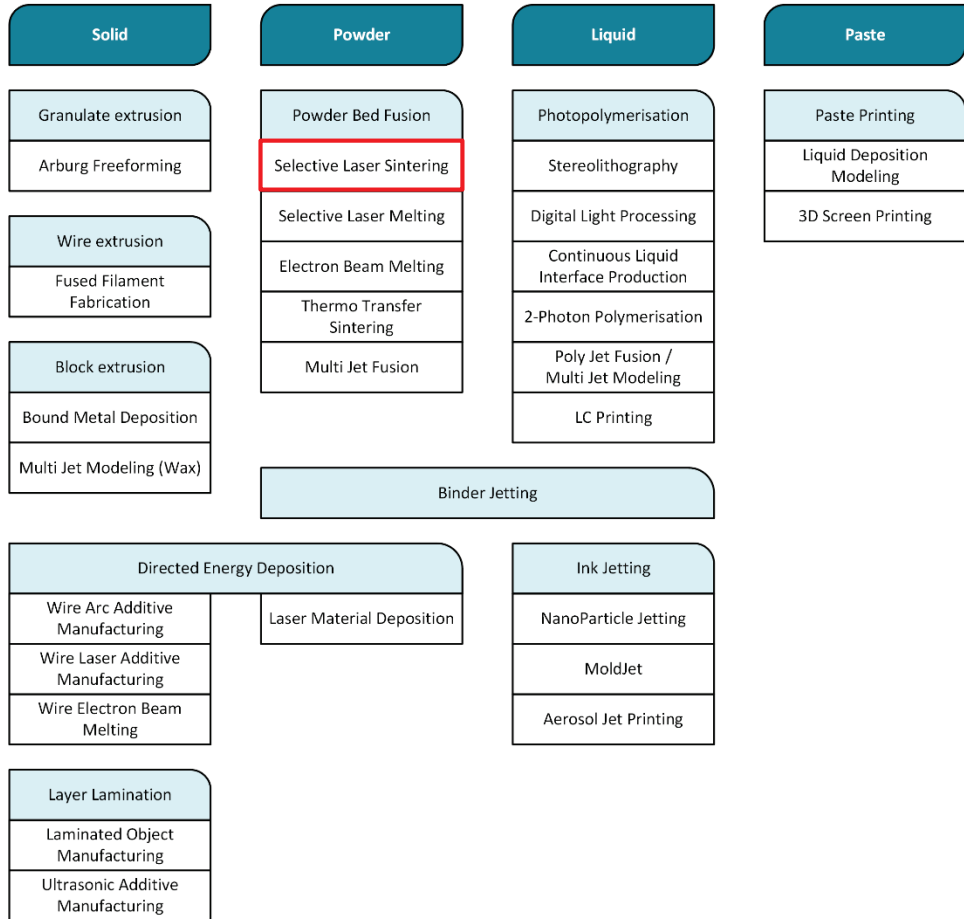 Solid
Powder
Liquid
Paste
Granulate extrusion
Arburg Freeforming
Wire extrusion
Fused Filament
Fabrication
Block extrusion
Bound Metal Deposition
Multi Jet Modeling (Wax)
Powder Bed Fusion
Selective Laser Sintering
Selective Laser Melting
Electron Beam Melting
Thermo Transfer
Sintering
Multi Jet Fusion
Photopolymerisation
Stereolithography
Digital Light Processing
Continuous Liquid
Interface Production
2-Photon Polymerisation
Poly Jet Fusion /
Multi Jet Modeling
LC Printing
Paste Printing
Liquid Deposition
Modeling
3D Screen Printing
Binder Jetting
Directed Energy Deposition
Wire Arc Additive
Manufacturing
Wire Laser Additive
Manufacturing
Wire Electron Beam
Melting
Laser Material Deposition
Ink Jetting
NanoParticle Jetting
MoldJet
Aerosol Jet Printing
Layer Lamination
Laminated Object
Manufacturing
Ultrasonic Additive
Manufacturing